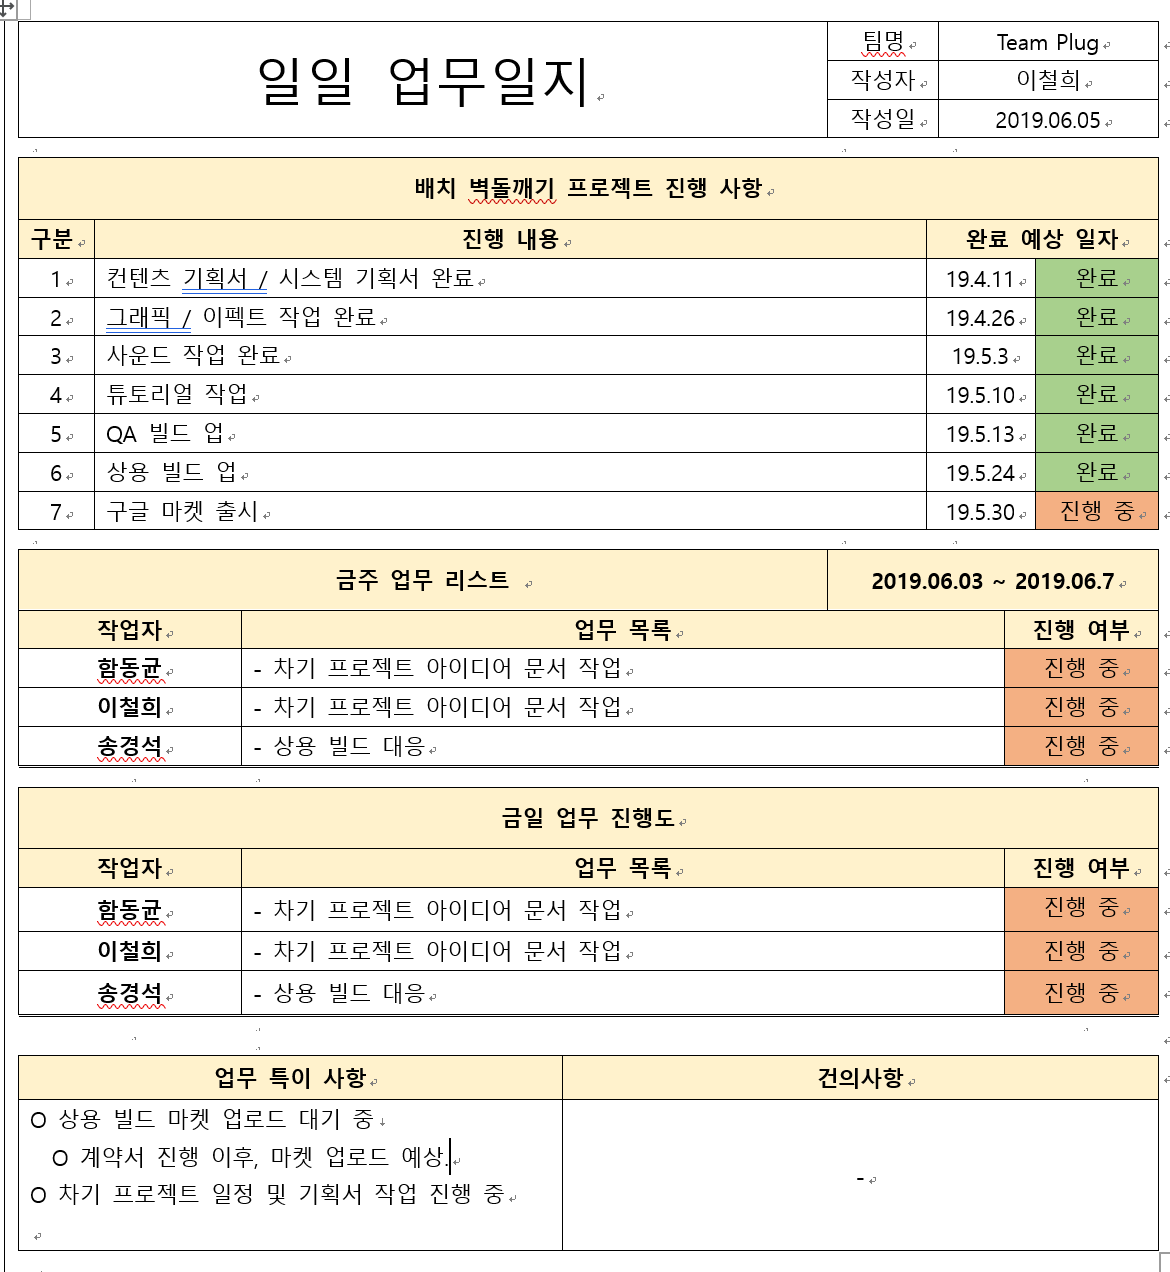 일일 업무일지
팀명 Team Plug
작성자 이철희
작성일 2019.06.05
배치 벽돌깨기 프로젝트 진행 사항
구분 진행 내용 완료 예상 일자
1 컨텐츠 기획서 / 시스템 기획서 완료 19.4.11 완료
2 그래픽 / 이펙트 작업 완료 19.4.26 완료
3 사운드 작업 완료 19.5.3 완료
4 튜토리얼 작업 19.5.10 완료
5 QA 빌드 업 19.5.13 완료
6 상용 빌드 업 19.5.24 완료
7 구글 마켓 출시 19.5.30 진행 중
금주 업무 리스트 2019.06.03 ~ 2019.06.7
작업자 업무 목록 진행 여부
함동균 - 차기 프로젝트 아이디어 문서 작업 진행 중
이철희 - 차기 프로젝트 아이디어 문서 작업 진행 중
송경석 - 상용 빌드 대응 진행 중
금일 업무 진행도
작업자 업무 목록 진행 여부
함동균 - 차기 프로젝트 아이디어 문서 작업 진행 중
이철희 - 차기 프로젝트 아이디어 문서 작업 진행 중
송경석 - 상용 빌드 대응 진행 중
업무 특이 사항 건의사항
O 상용 빌드 마켓 업로드 대기 중
O 계약서 진행 이후, 마켓 업로드 예상.
-
O 차기 프로젝트 일정 및 기획서 작업 진행 중